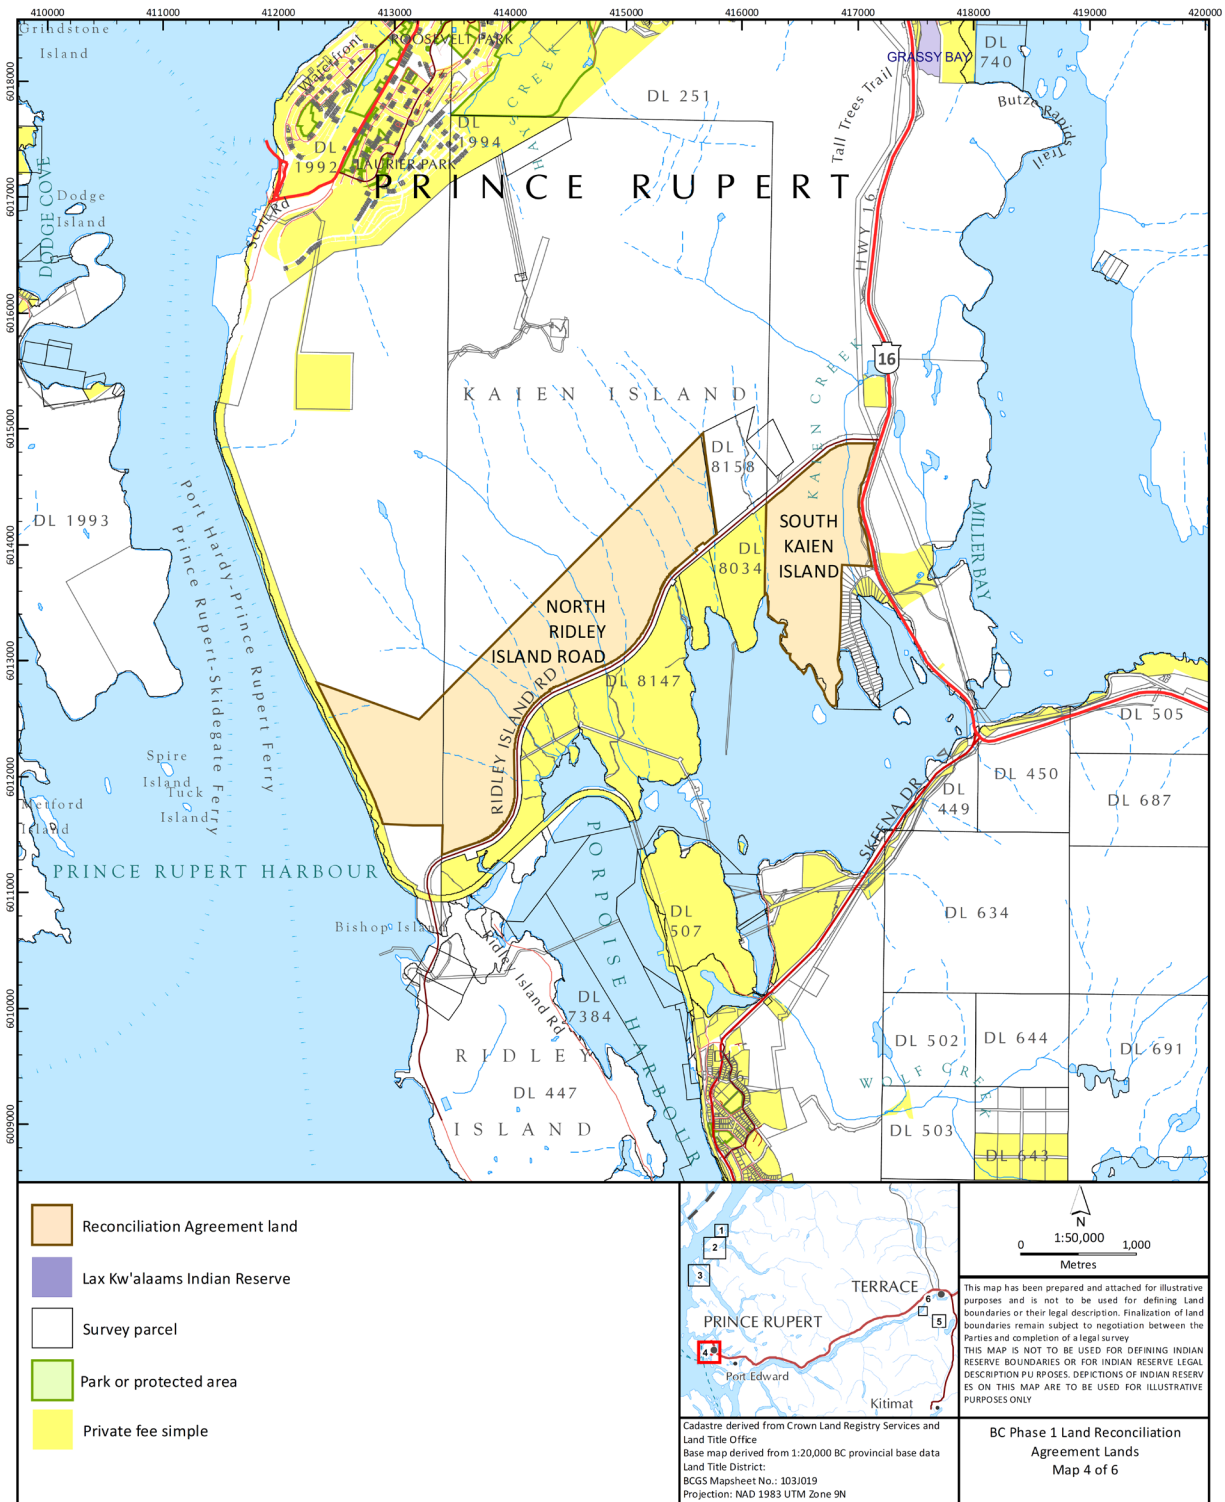 410000
411000
412000
413000
414000
415000
416000
417000
418000
419000
420000
6018000
6017000
6016000
6015000
6014000
6013000
6012000
6011000
6010000
6009000
Grindstone
Island
Waterfront
ROOSEVELT PARK
HAYS CREEK
DL 251
GRASSY BAY
DL
740
Tall Trees Trail
Butze Rapids Trail
DL
1994
DL
1992
LAURIER PARK
PRINCE RUPERT
DODGE COVE
Dodge
Island
Scott Rd
HWY 16
16
KAIEN ISLAND
KAIEN CREEK
DL
8158
DL 1993
Port Hardy-Prince Rupert Ferry
Prince Rupert-Skidegate Ferry
SOUTH
KAIEN
ISLAND
MILLER BAY
DL
8034
NORTH
RIDLEY
ISLAND ROAD
DL 8147
RIDLEY ISLAND RD
DL 505
Spire
Island
Tuck
Island
Metford
Island
DL 450
DL
449
DL 687
SKEENA DR
PRINCE RUPERT HARBOUR
PORPOISE HARBOUR
DL
507
DL 634
Bishop Island
Ridley Island Rd
DL
7384
DL 502
DL 644
DL 691
RIDLEY
ISLAND
WOLF CREEK
DL 447
DL 503
DL 643
Reconciliation Agreement land
Lax Kw'alaams Indian Reserve
Survey parcel
Park or protected area
Private fee simple
1
2
3
4
5
6
TERRACE
PRINCE RUPERT
Port Edward
Kitimat
N
1:50,000
0
1,000
Metres
This map has been prepared and attached for illustrative
purposes and is not to be used for defining Land
boundaries or their legal description. Finalization of land
boundaries remain subject to negotiation between the
Parties and completion of a legal survey
THIS MAP IS NOT TO BE USED FOR DEFINING INDIAN
RESERVE BOUNDARIES OR FOR INDIAN RESERVE LEGAL
DESCRIPTION PU RPOSES. DEPICTIONS OF INDIAN RESERV
ES ON THIS MAP ARE TO BE USED FOR ILLUSTRATIVE
PURPOSES ONLY
Cadastre derived from Crown Land Registry Services and
Land Title Office
Base map derived from 1:20,000 BC provincial base data
Land Title District:
BCGS Mapsheet No.: 103J019
Projection: NAD 1983 UTM Zone 9N
BC Phase 1 Land Reconciliation
Agreement Lands
Map 4 of 6